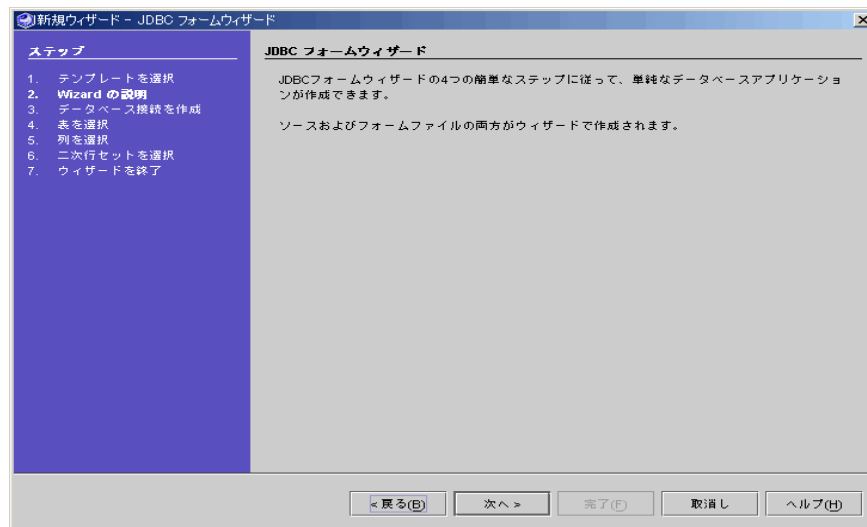 新規ウィザード - JDBC フォームウィザード
ステップ
1. テンプレートを選択
2. Wizard の説明
3. データベース接続を作成
4. 表を選択
5. 列を選択
6. 二次行セットを選択
7. ウィザードを終了
JDBC フォームウィザード
JDBCフォームウィザードの4つの簡単なステップに従って、単純なデータベースアプリケーショ
ンが作成できます。
ソースおよびフォームファイルの両方がウィザードで作成されます。
< 戻る(B) 次へ > 完了(F) 取消し ヘルプ(H)